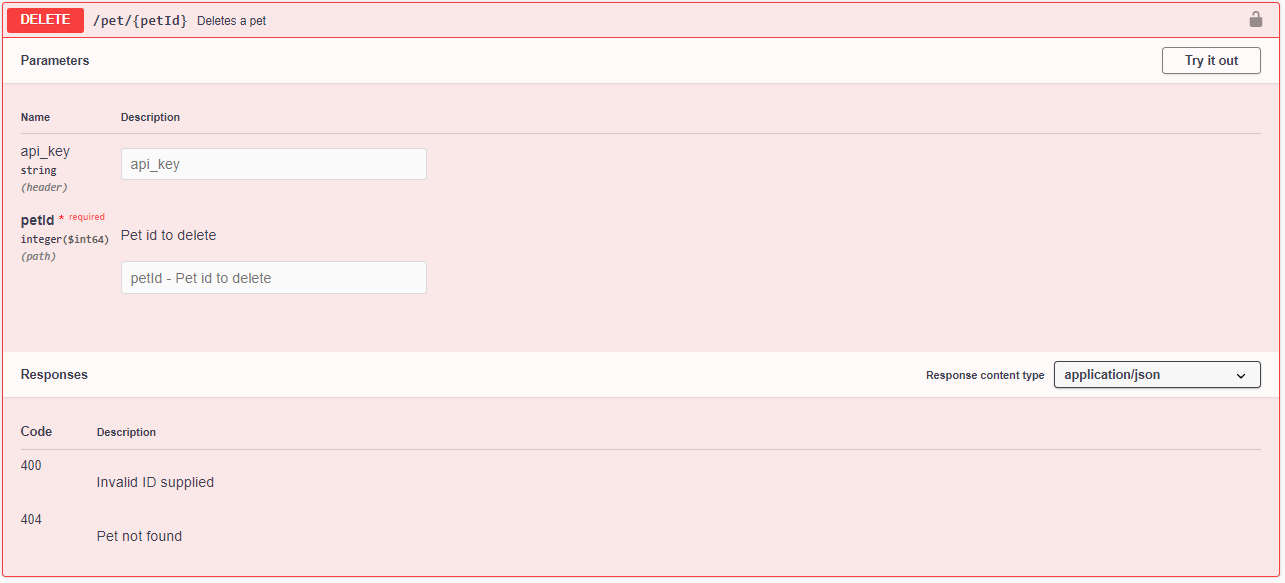 DELETE /pet/{petId} Deletes a pet
Parameters
Try it out
Name Description
api_key
string
(header)
api_key
petId * required
integer($int64)
(path)
Pet id to delete
petId - Pet id to delete
Responses
Response content type application/json
Code Description
400
Invalid ID supplied
404
Pet not found